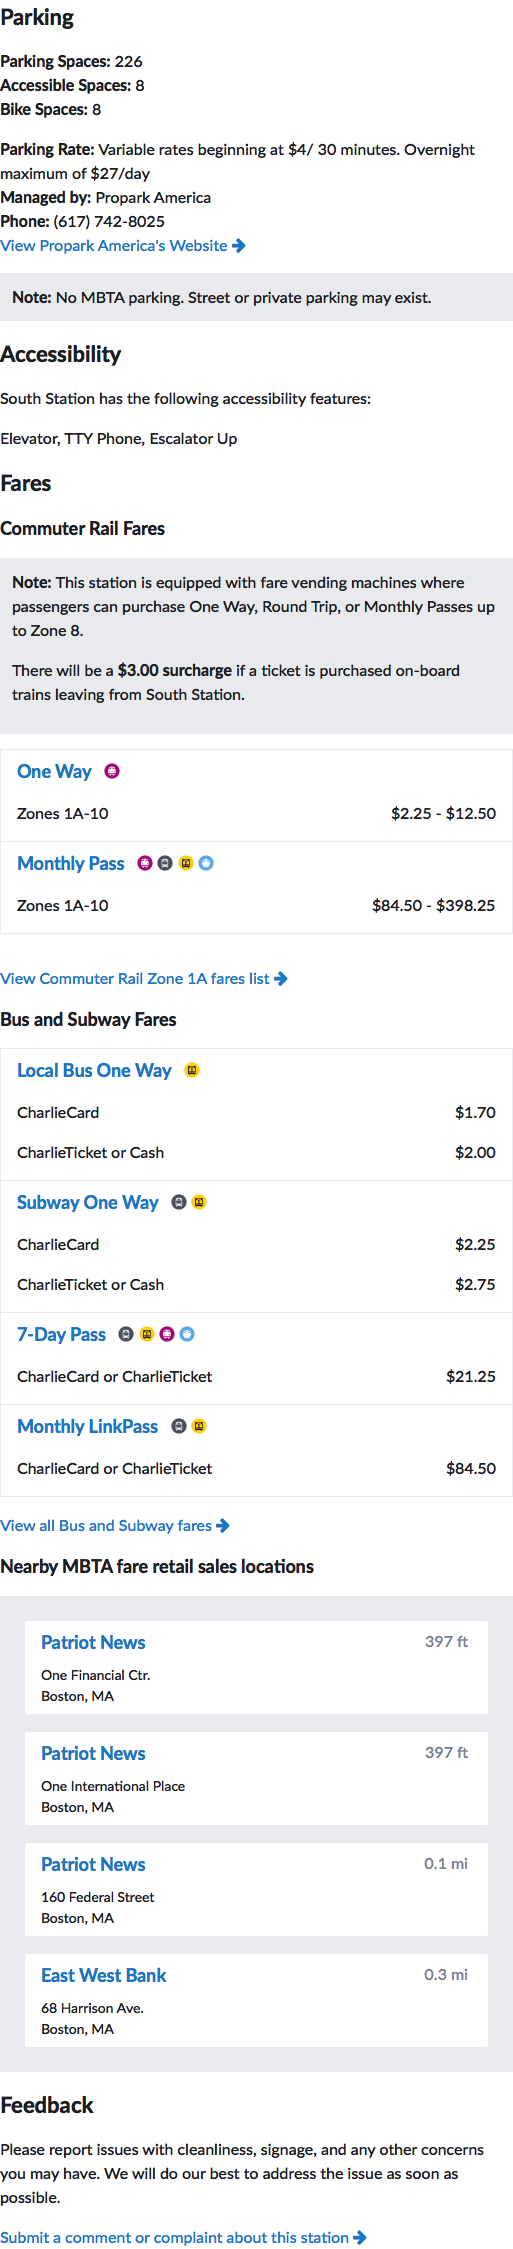 Parking
Parking Spaces: 226
Accessible Spaces: 8
Bike Spaces: 8
Parking Rate: Variable rates beginning at $4/ 30 minutes. Overnight
maximum of $27/day
Managed by: Propark America
Phone: (617) 742-8025
View Propark America's Website
Note: No MBTA parking. Street or private parking may exist.
Accessibility
South Station has the following accessibility features:
Elevator, TTY Phone, Escalator Up
Fares
Commuter Rail Fares
Note: This station is equipped with fare vending machines where
passengers can purchase One Way, Round Trip, or Monthly Passes up
to Zone 8.
There will be a $3.00 surcharge if a ticket is purchased on-board
trains leaving from South Station.
One Way
Zones 1A-10 $2.25 - $12.50
Monthly Pass
Zones 1A-10 $84.50 - $398.25
View Commuter Rail Zone 1A fares list
Bus and Subway Fares
Local Bus One Way
CharlieCard $1.70
CharlieTicket or Cash $2.00
Subway One Way
CharlieCard $2.25
CharlieTicket or Cash $2.75
7-Day Pass
CharlieCard or CharlieTicket $21.25
Monthly LinkPass
CharlieCard or CharlieTicket $84.50
View all Bus and Subway fares
Nearby MBTA fare retail sales locations
Patriot News 397 ft
One Financial Ctr.
Boston, MA
Patriot News 397 ft
One International Place
Boston, MA
Patriot News 0.1 mi
160 Federal Street
Boston, MA
East West Bank 0.3 mi
68 Harrison Ave.
Boston, MA
Feedback
Please report issues with cleanliness, signage, and any other concerns
you may have. We will do our best to address the issue as soon as
possible.
Submit a comment or complaint about this station